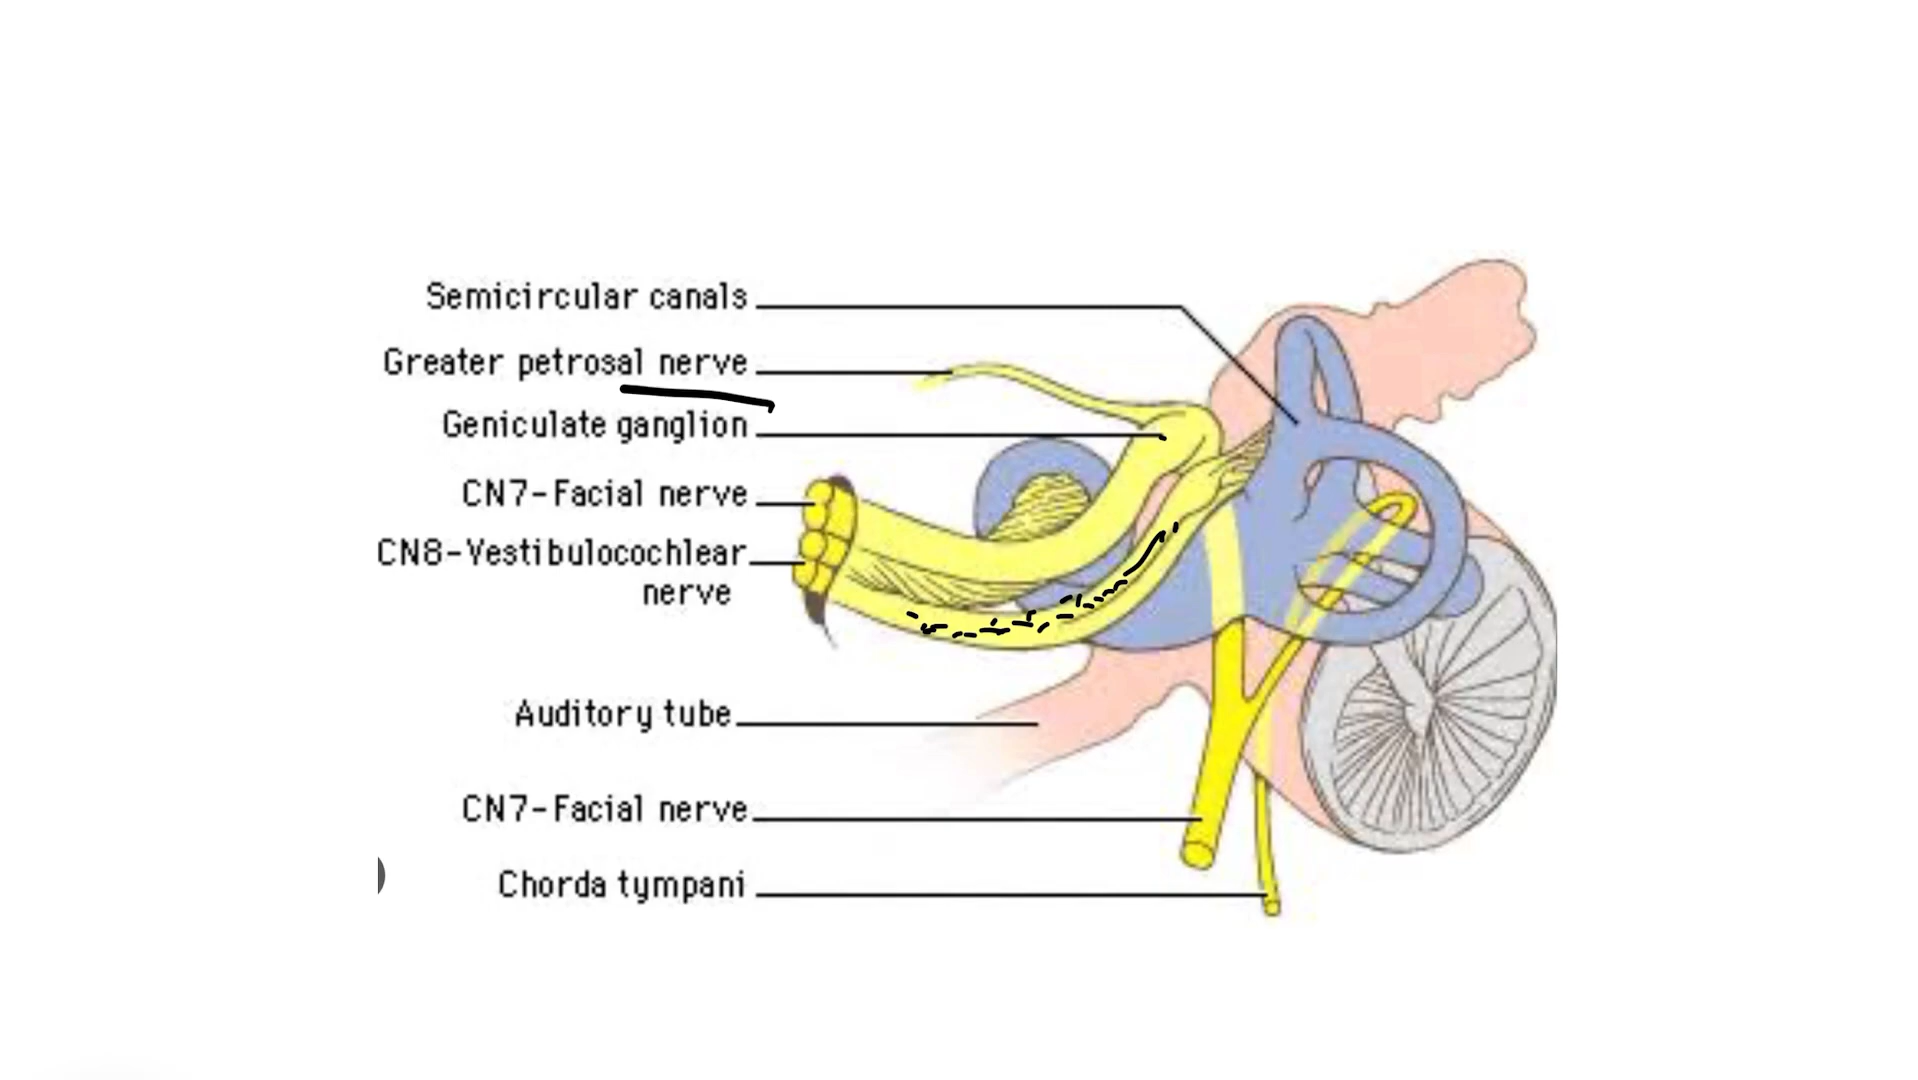 Semicircular canals
Greater petrosal nerve
Geniculate ganglion
CN7-Facial nerve
CN8-Vestibulocochlear
nerve
Auditory tube
CN7-Facial nerve
Chorda tympani